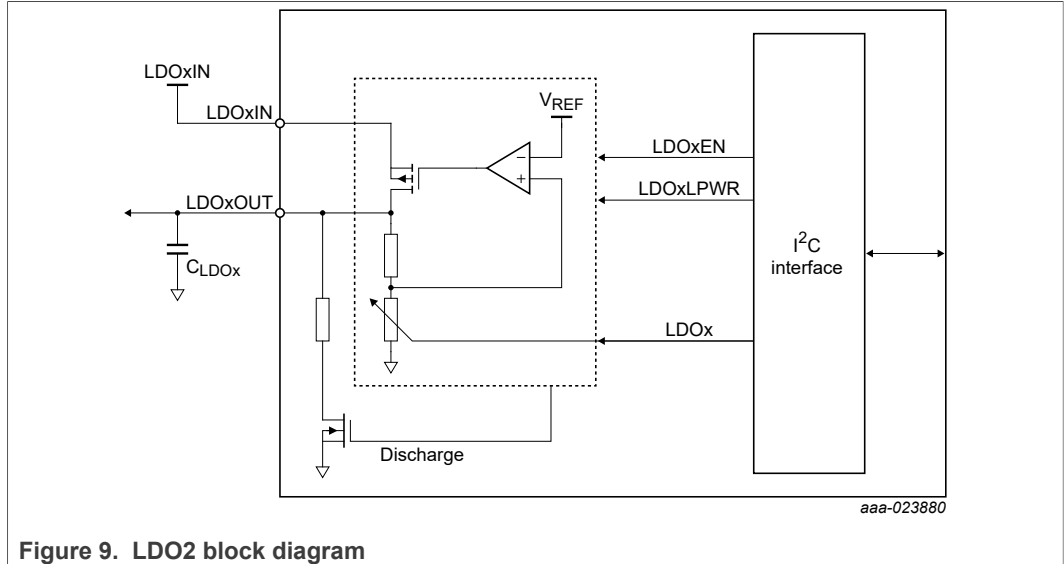 LDOxIN
LDOxIN
VREF
LDOxEN
LDOxLPWR
LDOxOUT
I2C
interface
CLDOx
LDOx
Discharge
−
+
aaa-023880
Figure 9. LDO2 block diagram